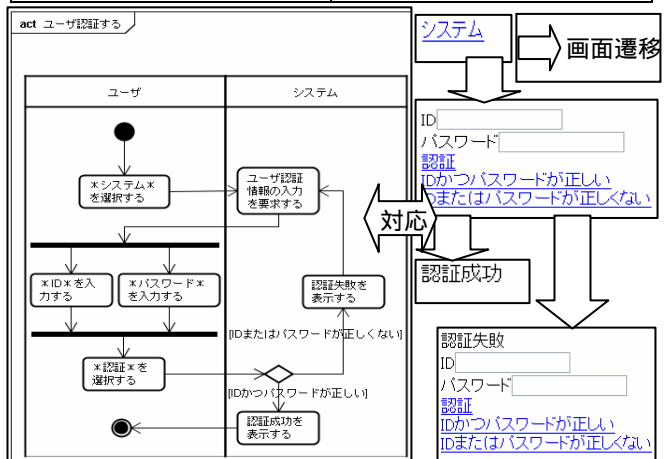 act ユーザ認証する
ユーザ
システム
*システム*
を選択する
ユーザ認証
情報の入力
を要求する
*ID*を入
力する
*パスワード*
を入力する
認証失敗を
表示する
[IDまたはパスワードが正しくない]
*認証*を
選択する
[IDかつパスワードが正しい]
認証成功を
表示する
対応
システム
画面遷移
ID
パスワード
認証
IDかつパスワードが正しい
IDまたはパスワードが正しくない
認証成功
認証失敗
ID
パスワード
認証
IDかつパスワードが正しい
IDまたはパスワードが正しくない